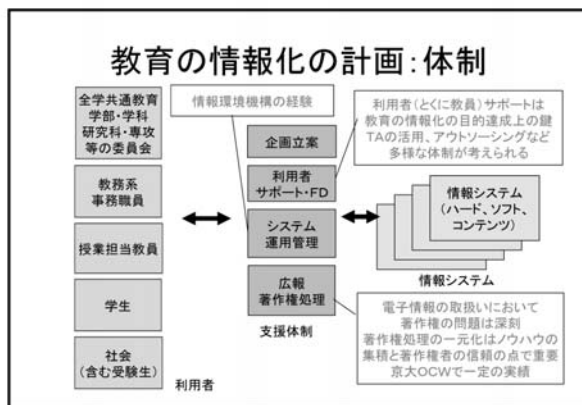 教育の情報化の計画：体制
全学共通教育
学部・学科
研究科・専攻
等の委員会
教務系
事務職員
授業担当教員
学生
社会
(含む受験生)
利用者
情報環境機構の経験
企画立案
利用者
サポート・FD
システム
運用管理
広報
著作権処理
支援体制
利用者（とくに教員）サポートは
教育の情報化の目的達成上の鍵
TAの活用、アウトソーシングなど
多様な体制が考えられる
情報システム
(ハード、ソフト、
コンテンツ)
情報システム
電子情報の取扱いにおいて
著作権の問題は深刻
著作権処理の一元化はノウハウの
集積と著作権者の信頼の点で重要
京大OCWで一定の実績